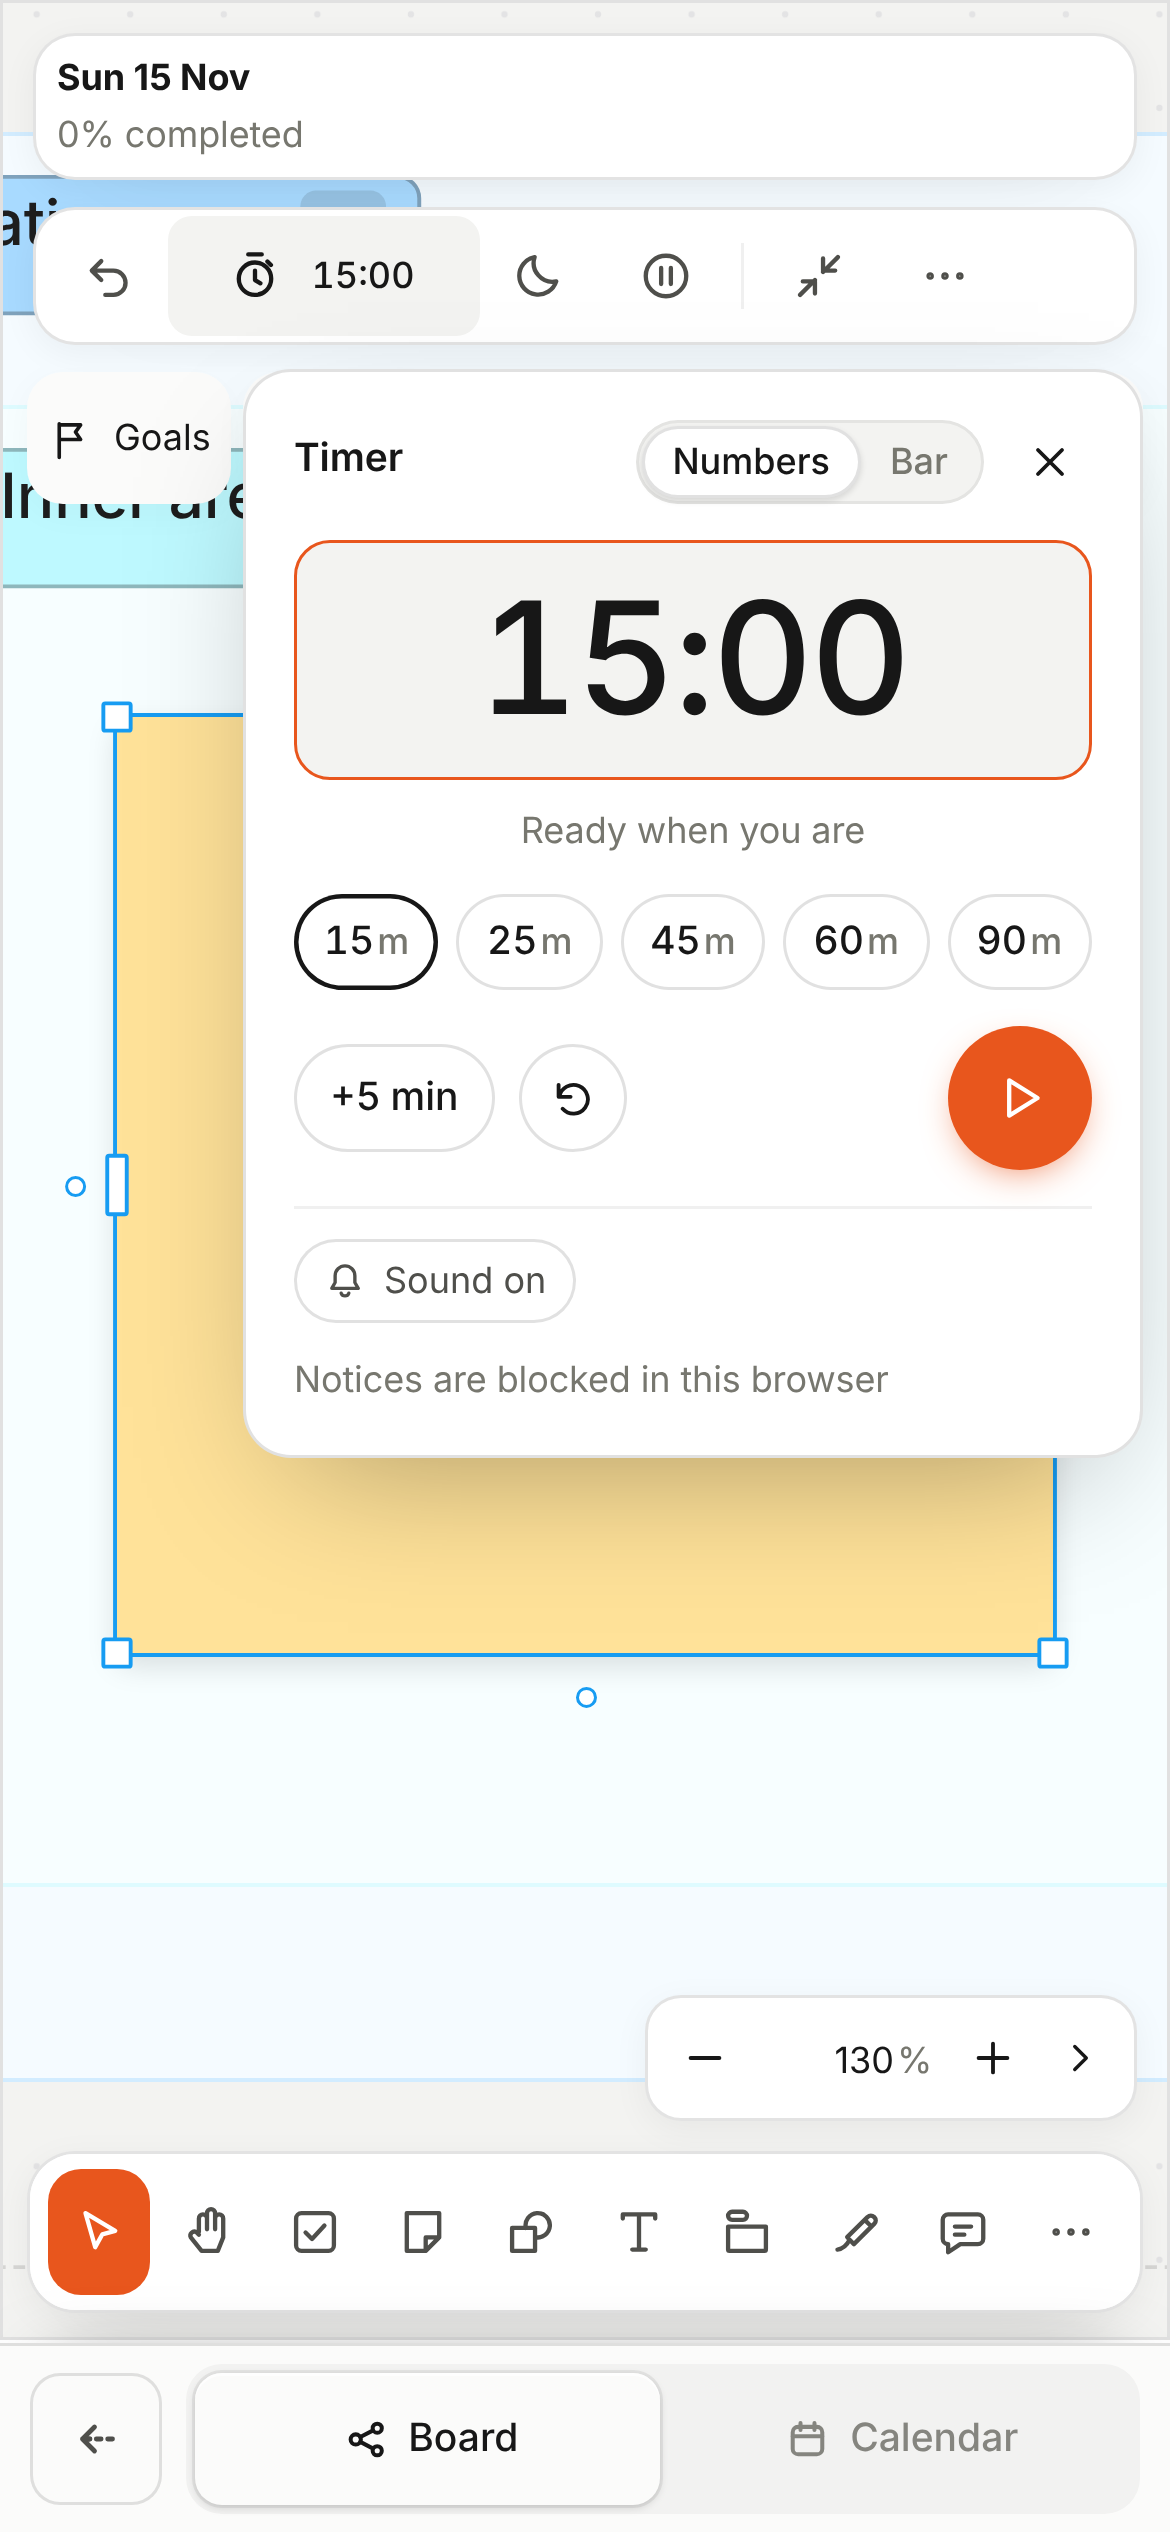 Sun 15 Nov
0% completed
15:00
Goals
Timer
Numbers
Bar
15:00
Ready when you are
15m
25m
45m
60m
90m
+5 min
Sound on
Notices are blocked in this browser
130%
Board
Calendar